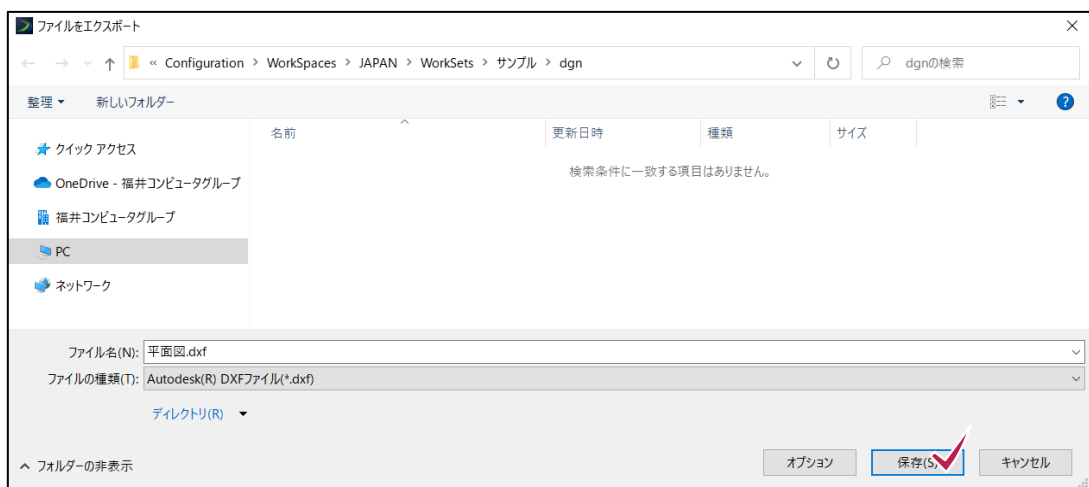 ファイルをエクスポート
« Configuration > WorkSpaces > JAPAN > WorkSets > サンプル > dgn
dgnの検索
整理 新しいフォルダー
名前 更新日時 種類 サイズ
検索条件に一致する項目はありません。
クイック アクセス
OneDrive - 福井コンピュータグループ
福井コンピュータグループ
PC
ネットワーク
ファイル名(N): 平面図.dxf
ファイルの種類(T): Autodesk(R) DXFファイル(*.dxf)
ディレクトリ(R)
フォルダーの非表示
オプション 保存(S) キャンセル